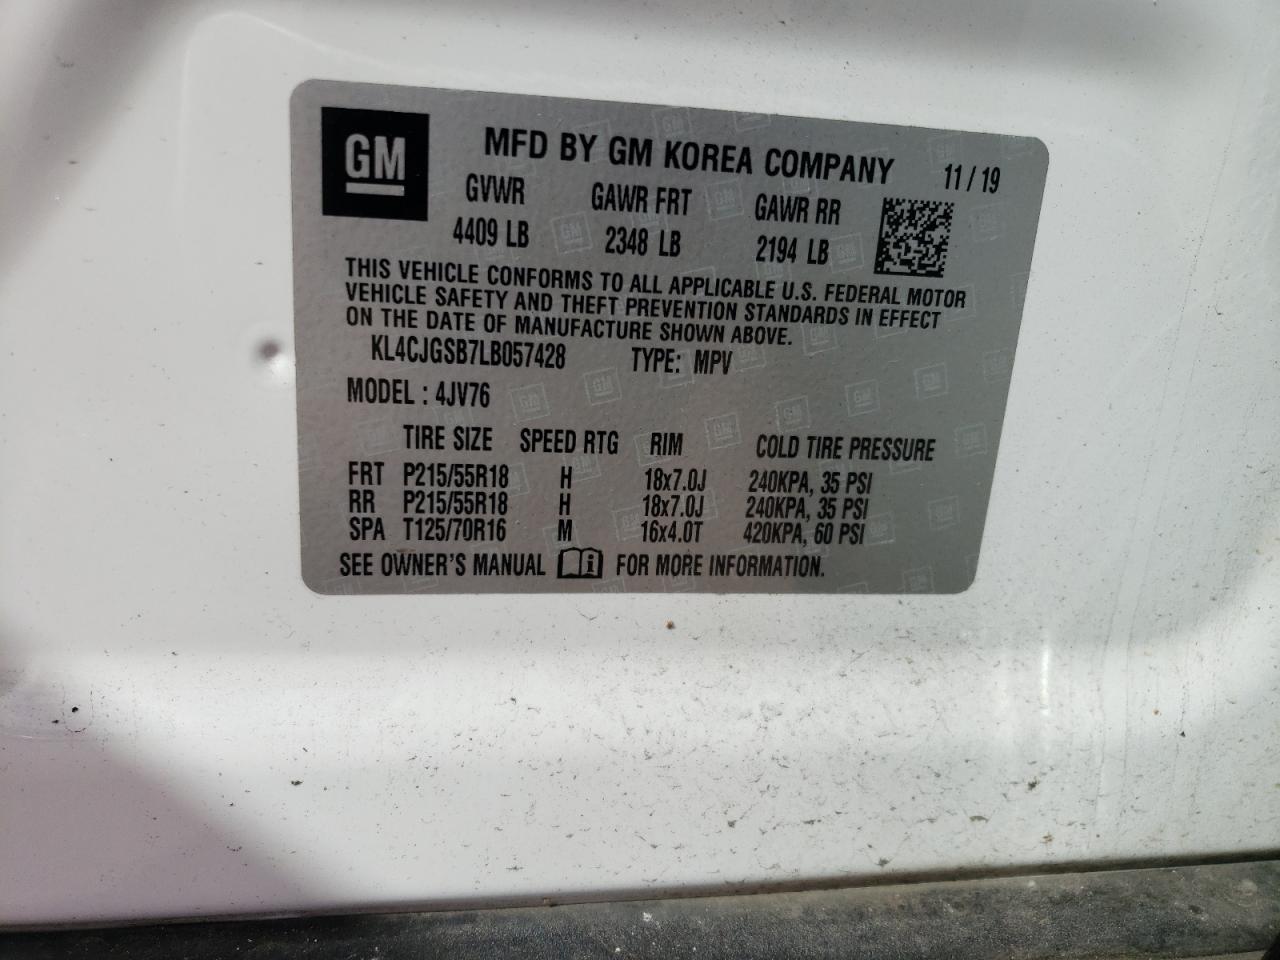 GM
MFD BY GM KOREA COMPANY 11/19
GVWR GAWR FRT GAWR RR
4409 LB 2348 LB 2194 LB
THIS VEHICLE CONFORMS TO ALL APPLICABLE U.S. FEDERAL MOTOR
VEHICLE SAFETY AND THEFT PREVENTION STANDARDS IN EFFECT
ON THE DATE OF MANUFACTURE SHOWN ABOVE.
KL4CJGSB7LB057428 TYPE: MPV
MODEL : 4JV76
TIRE SIZE SPEED RTG RIM COLD TIRE PRESSURE
FRT P215/55R18 H 18x7.0J 240KPA, 35 PSI
RR P215/55R18 H 18x7.0J 240KPA, 35 PSI
SPA T125/70R16 M 16x4.0T 420KPA, 60 PSI
SEE OWNER'S MANUAL FOR MORE INFORMATION.